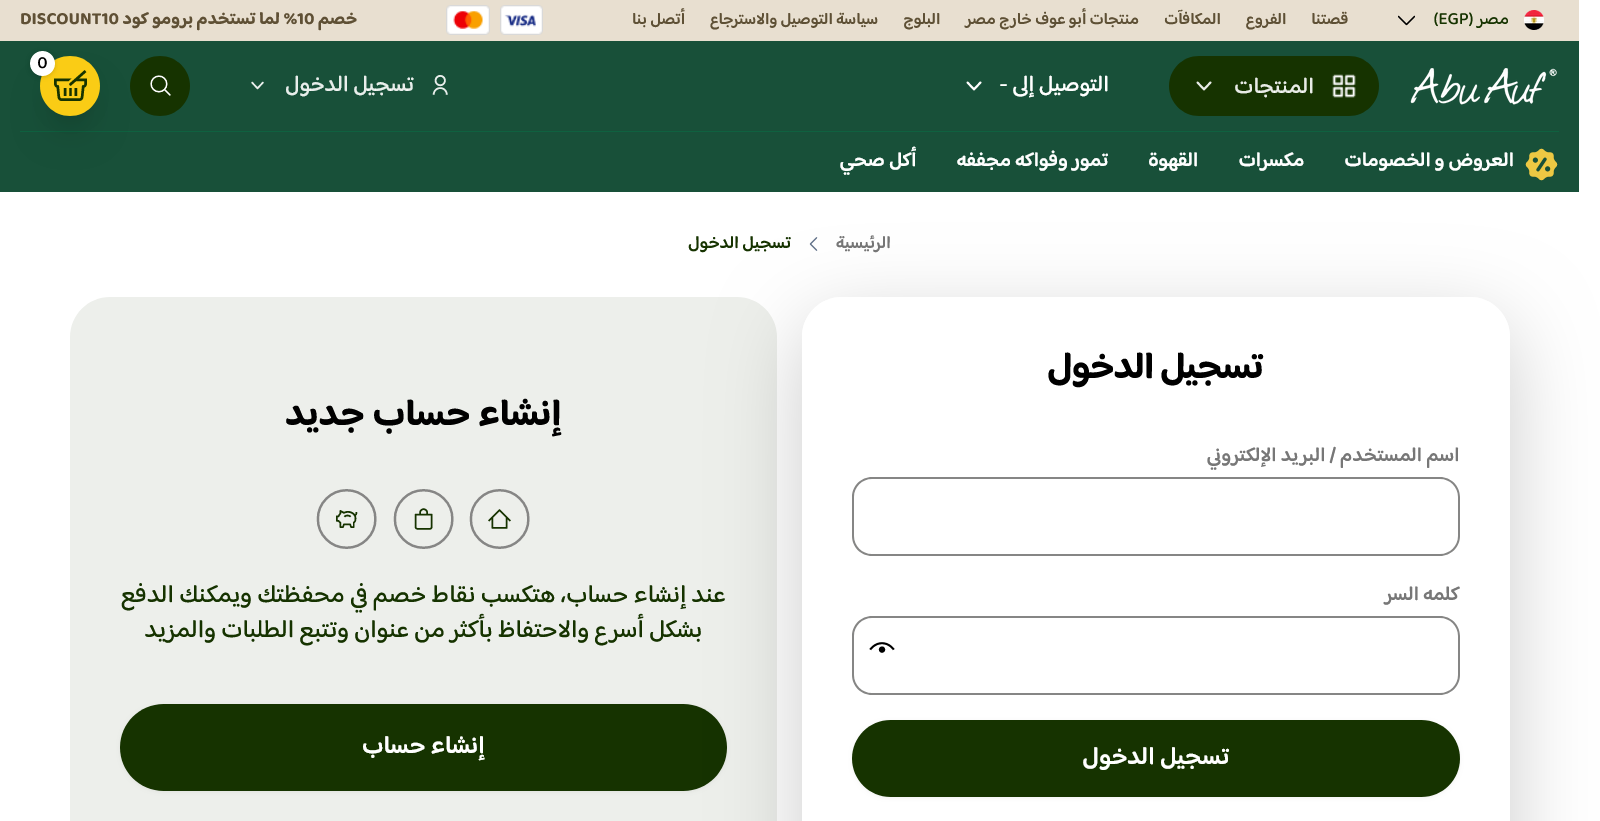 مصر (EGP)
قصتنا
الفروع
المكافآت
منتجات أبو عوف خارج مصر
البلوج
سياسة التوصيل والاسترجاع
أتصل بنا
VISA
خصم 10% لما تستخدم برومو كود DISCOUNT10
Abu Auf®
المنتجات
التوصيل إلى -
تسجيل الدخول
0
العروض و الخصومات
مكسرات
القهوة
تمور وفواكه مجففه
أكل صحي
الرئيسية
تسجيل الدخول
تسجيل الدخول
اسم المستخدم / البريد الإلكتروني
كلمه السر
تسجيل الدخول
إنشاء حساب جديد
عند إنشاء حساب، هتكسب نقاط خصم في محفظتك ويمكنك الدفع
بشكل أسرع والاحتفاظ بأكثر من عنوان وتتبع الطلبات والمزيد
إنشاء حساب